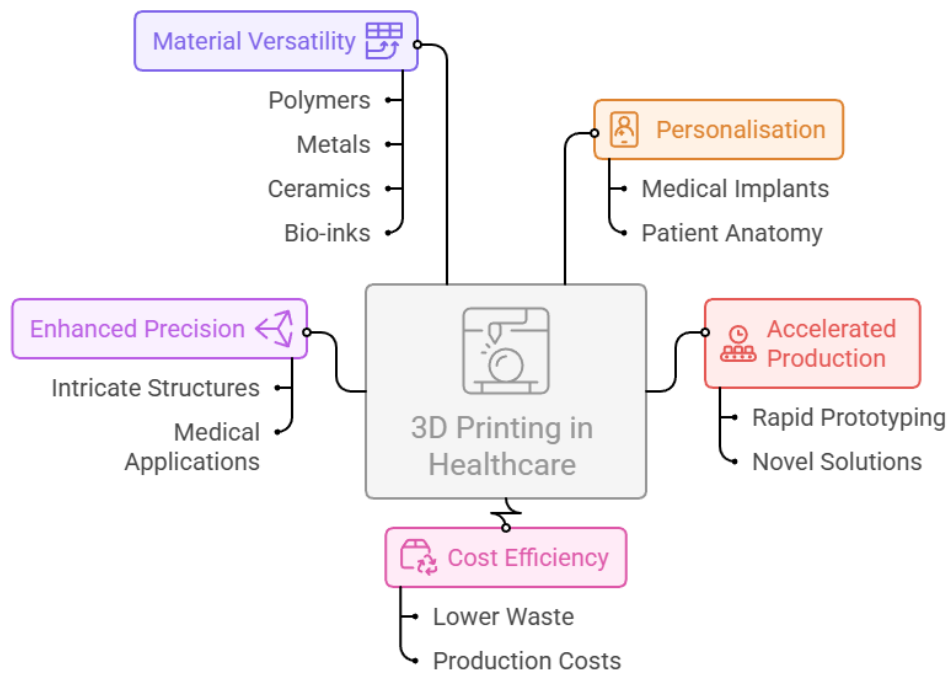 Material Versatility
Polymers
Metals
Ceramics
Bio-inks
Personalisation
Medical Implants
Patient Anatomy
Enhanced Precision
Intricate Structures
Medical
Applications
3D Printing in
Healthcare
Accelerated
Production
Rapid Prototyping
Novel Solutions
Cost Efficiency
Lower Waste
Production Costs